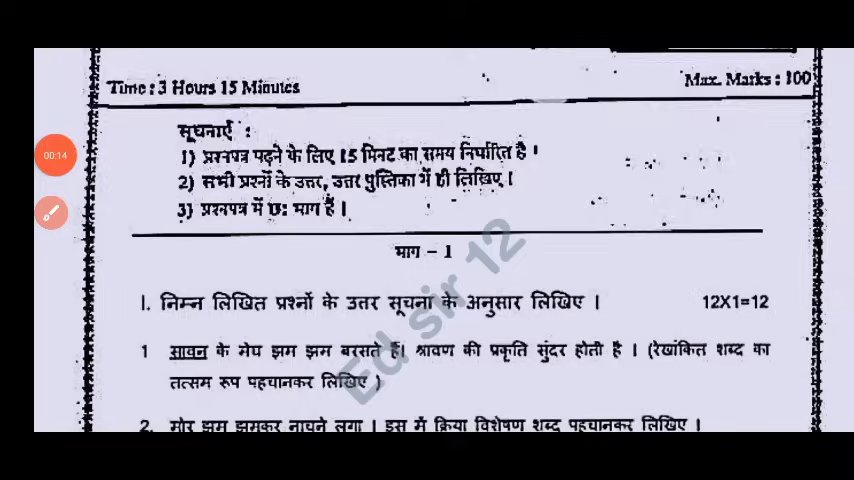 Time : 3 Hours 15 Minutes
Max. Marks : 100
सूचनाएँ :
1) प्रश्नपत्र पढ़ने के लिए 15 मिनट का समय निर्धारित है ।
2) सभी प्रश्नों के उत्तर, उत्तर पुस्तिका में ही लिखिए ।
3) प्रश्नपत्र में छः भाग हैं ।
00:14
भाग – 1
I. निम्न लिखित प्रश्नों के उत्तर सूचना के अनुसार लिखिए । 12X1=12
1 सावन के मेघ झम झम बरसते हैं। श्रावण की प्रकृति सुंदर होती है । (रेखांकित शब्द का
तत्सम रूप पहचानकर लिखिए )
2. मोर झम झमकर नाचने लगा । इस में क्रिया विशेषण शब्द पहचानकर लिखिए ।
Ed sir 12